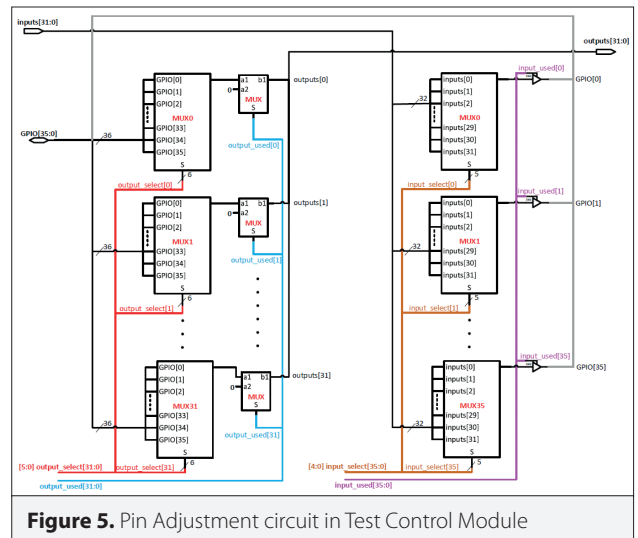 inputs[31:0]
outputs[31:0]
GPIO[35:0]
GPIO[0]
GPIO[1]
GPIO[2]
MUX0
GPIO[33]
GPIO[34]
GPIO[35]
S
36
6
output_select[0]
a1 b1
0 a2
MUX
S
outputs[0]
output_used[0]
GPIO[0]
GPIO[1]
GPIO[2]
MUX1
GPIO[33]
GPIO[34]
GPIO[35]
S
36
6
output_select[1]
a1 b1
0 a2
MUX
S
outputs[1]
output_used[1]
GPIO[0]
GPIO[1]
GPIO[2]
MUX31
GPIO[33]
GPIO[34]
GPIO[35]
S
36
6
output_select[31]
a1 b1
0 a2
MUX
S
outputs[31]
output_used[31]
[5:0] output_select[31:0]
output_used[31:0]
inputs[0]
inputs[1]
inputs[2]
MUX0
inputs[29]
inputs[30]
inputs[31]
S
32
5
input_select[0]
input_used[0]
GPIO[0]
inputs[0]
inputs[1]
inputs[2]
MUX1
inputs[29]
inputs[30]
inputs[31]
S
32
5
input_select[1]
input_used[1]
GPIO[1]
inputs[0]
inputs[1]
inputs[2]
MUX35
inputs[29]
inputs[30]
inputs[31]
S
32
5
input_select[35]
input_used[35]
GPIO[35]
[4:0] input_select[35:0]
input_used[35:0]
Figure 5. Pin Adjustment circuit in Test Control Module